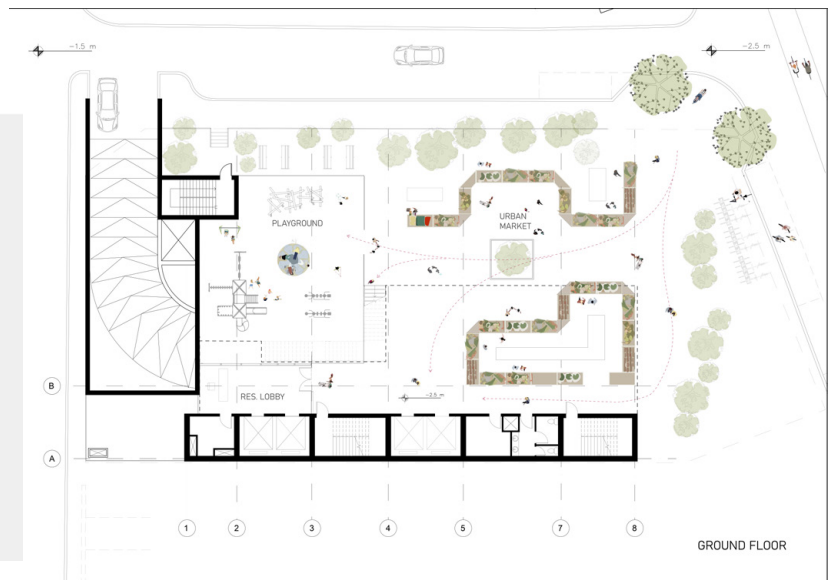 ~1.5 m
~2.5 m
PLAYGROUND
URBAN
MARKET
B
RES. LOBBY
~2.5 m
A
1
2
3
4
5
7
8
GROUND FLOOR